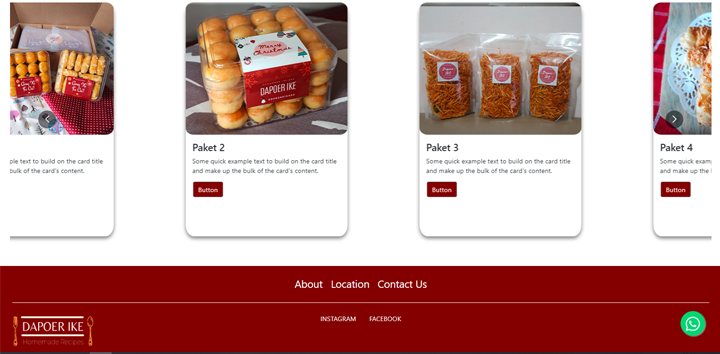 Merry
Christmas
DAPOER IKE
Paket 2
Paket 3
Paket 4
ple text to build on the card title
bulk of the card's content.
Some quick example text to build on the card title
and make up the bulk of the card's content.
Some quick example text to build on the card title
and make up the bulk of the card's content.
Some quick examp
and make up the b
Button
Button
Button
About Location Contact Us
INSTAGRAM FACEBOOK
DAPOER IKE
Homemade Recipes